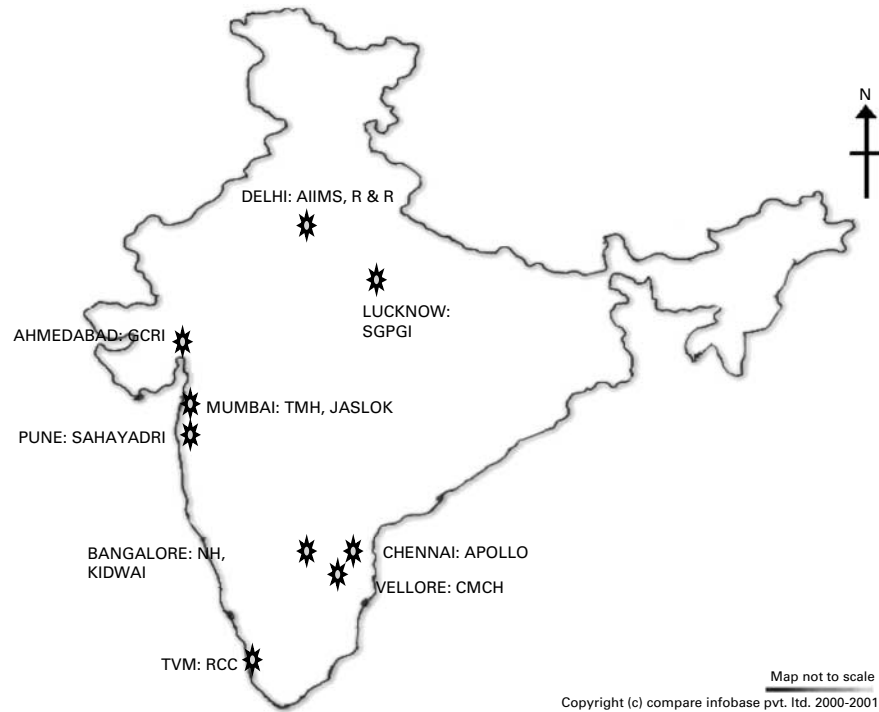 N
DELHI: AIIMS, R & R
LUCKNOW:
SGPGI
AHMEDABAD: GCRI
MUMBAI: TMH, JASLOK
PUNE: SAHAYADRI
BANGALORE: NH,
KIDWAI
CHENNAI: APOLLO
VELLORE: CMCH
TVM: RCC
Map not to scale
Copyright (c) compare infobase pvt. ltd. 2000-2001